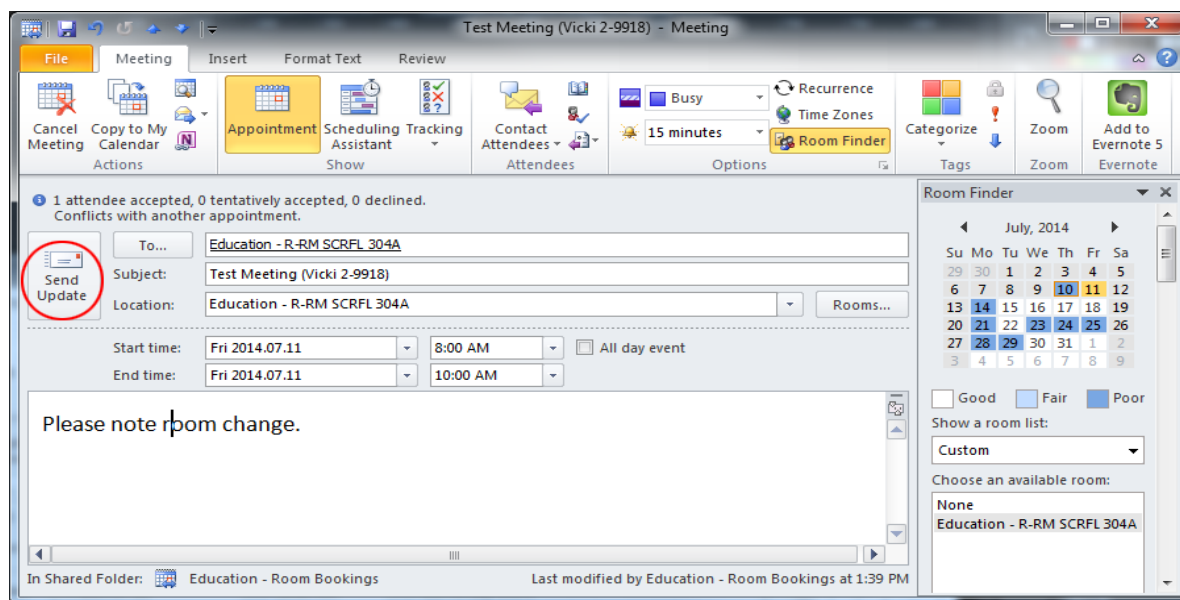 Test Meeting (Vicki 2-9918) - Meeting
File Meeting Insert Format Text Review
Cancel Meeting
Copy to My Calendar
Actions
Appointment
Scheduling Assistant
Tracking
Show
Contact Attendees
Attendees
Busy
15 minutes
Recurrence
Time Zones
Room Finder
Options
Categorize
Tags
Zoom
Zoom
Add to Evernote 5
Evernote
1 attendee accepted, 0 tentatively accepted, 0 declined.
Conflicts with another appointment.
Send Update
To... Education - R-RM SCRFL 304A
Subject: Test Meeting (Vicki 2-9918)
Location: Education - R-RM SCRFL 304A Rooms...
Start time: Fri 2014.07.11 8:00 AM All day event
End time: Fri 2014.07.11 10:00 AM
Please note room change.
In Shared Folder: Education - Room Bookings Last modified by Education - Room Bookings at 1:39 PM
Room Finder
July, 2014
Su Mo Tu We Th Fr Sa
29 30 1 2 3 4 5
6 7 8 9 10 11 12
13 14 15 16 17 18 19
20 21 22 23 24 25 26
27 28 29 30 31 1 2
3 4 5 6 7 8 9
Good Fair Poor
Show a room list:
Custom
Choose an available room:
None
Education - R-RM SCRFL 304A